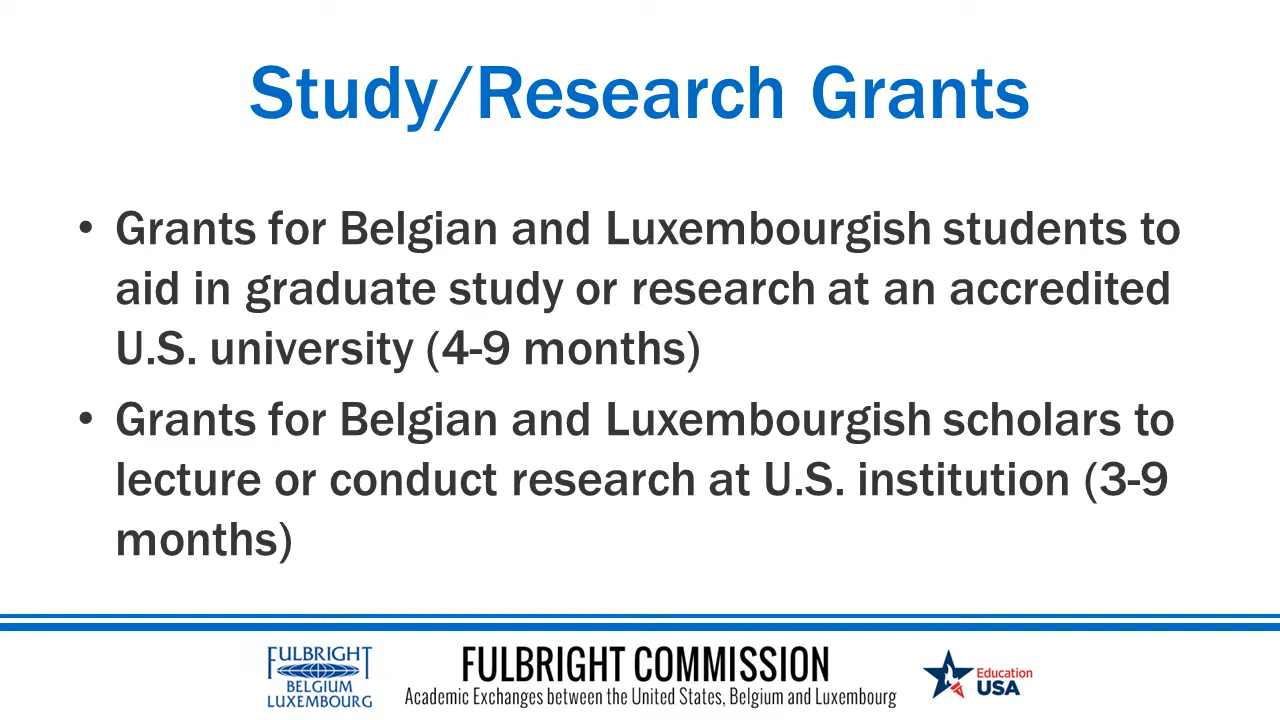 Study/Research Grants
• Grants for Belgian and Luxembourgish students to
aid in graduate study or research at an accredited
U.S. university (4-9 months)
• Grants for Belgian and Luxembourgish scholars to
lecture or conduct research at U.S. institution (3-9
months)
FULBRIGHT
BELGIUM
LUXEMBOURG
FULBRIGHT COMMISSION
Academic Exchanges between the United States, Belgium and Luxembourg
Education
USA